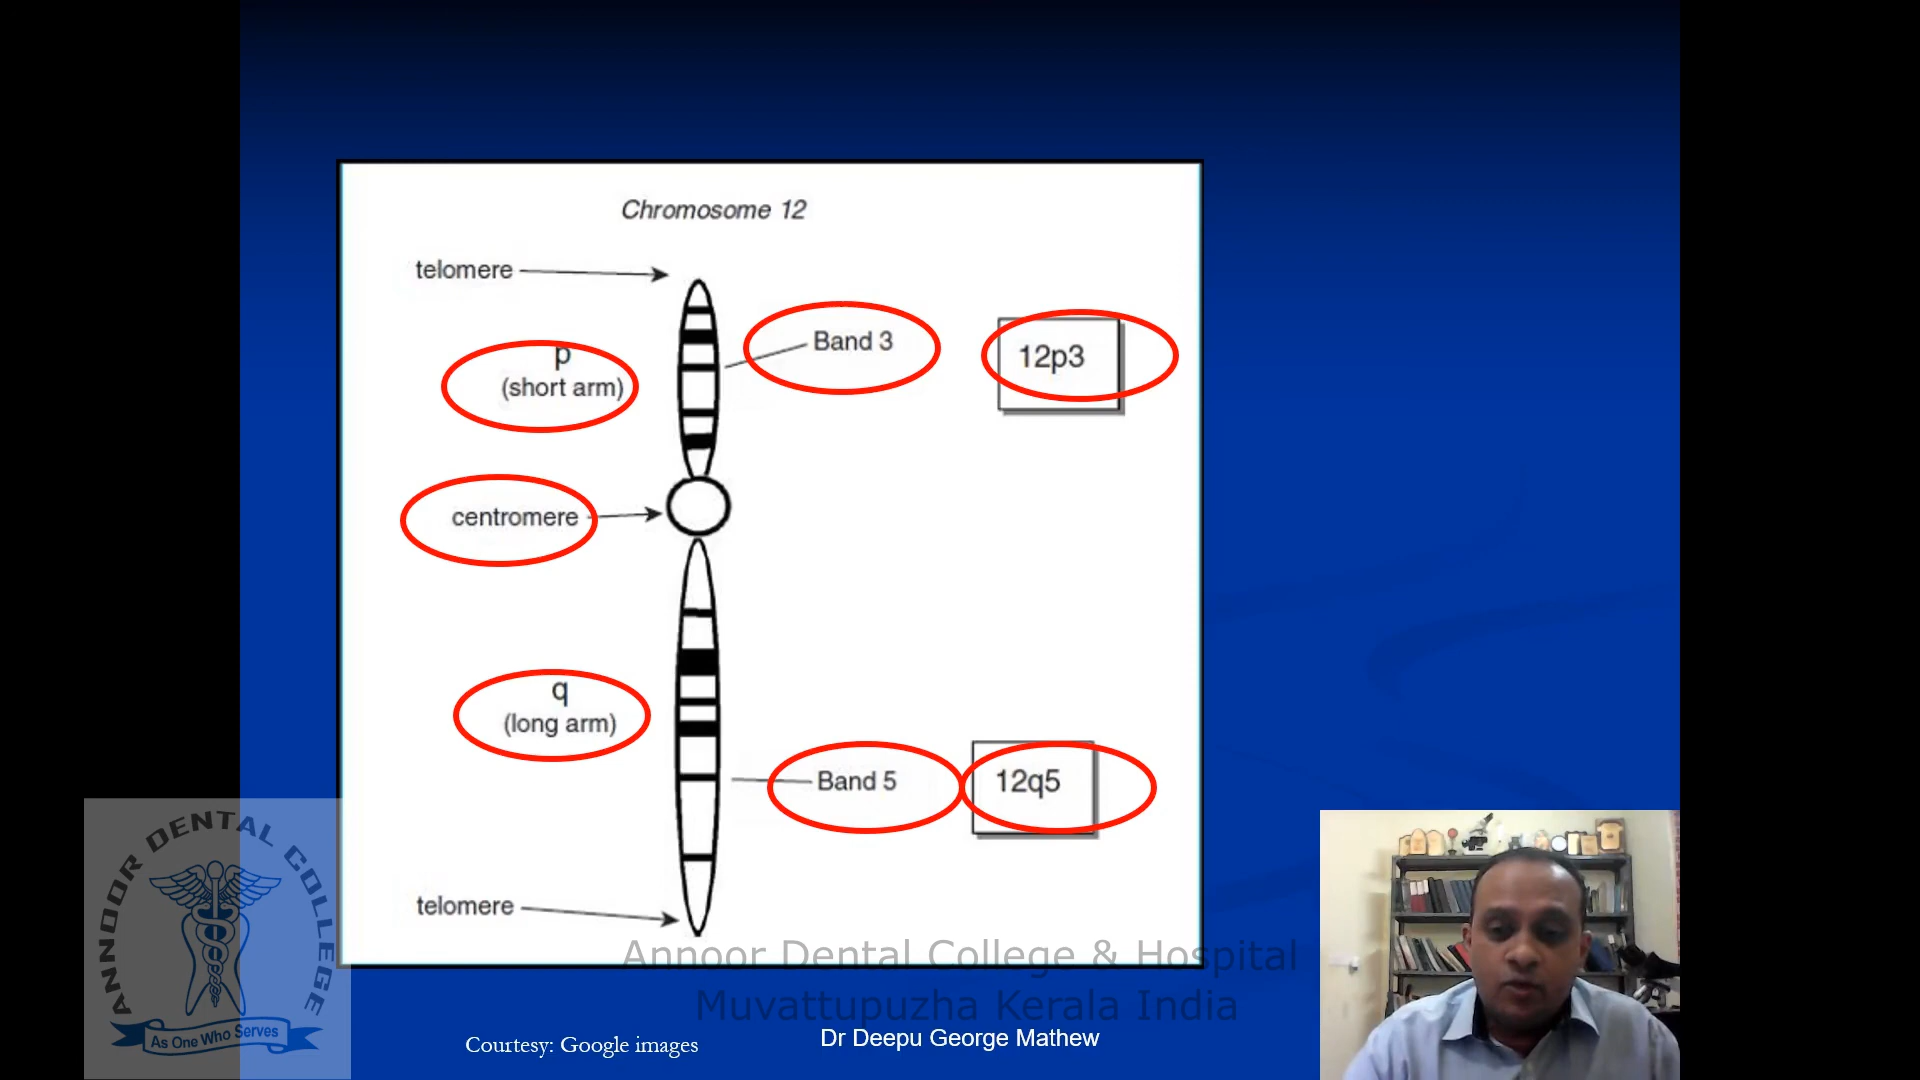 Chromosome 12
telomere
p
(short arm)
Band 3
12p3
centromere
q
(long arm)
Band 5
12q5
telomere
ANNOOR DENTAL COLLEGE
As One Who Serves
Annoor Dental College & Hospital
Muvattupuzha Kerala India
Courtesy: Google images
Dr Deepu George Mathew